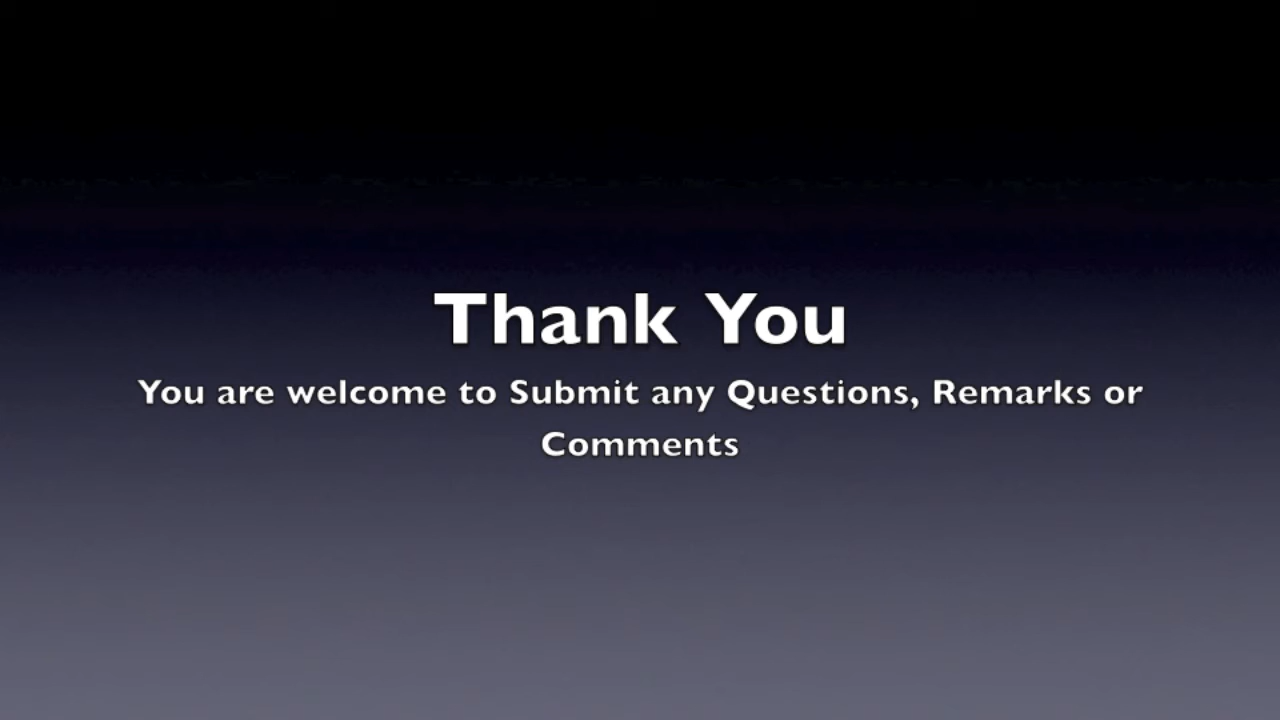 Thank You
You are welcome to Submit any Questions, Remarks or
Comments